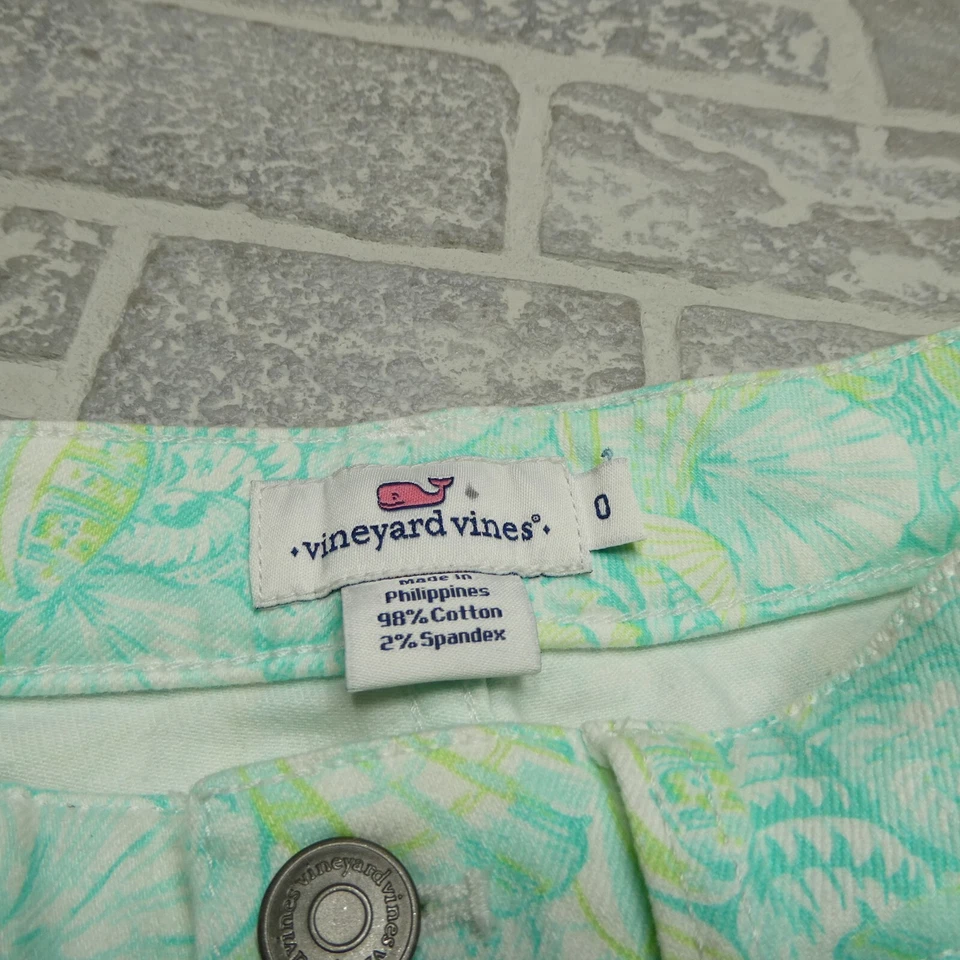 vineyard vines®
0
Made in
Philippines
98% Cotton
2% Spandex
vineyard vines